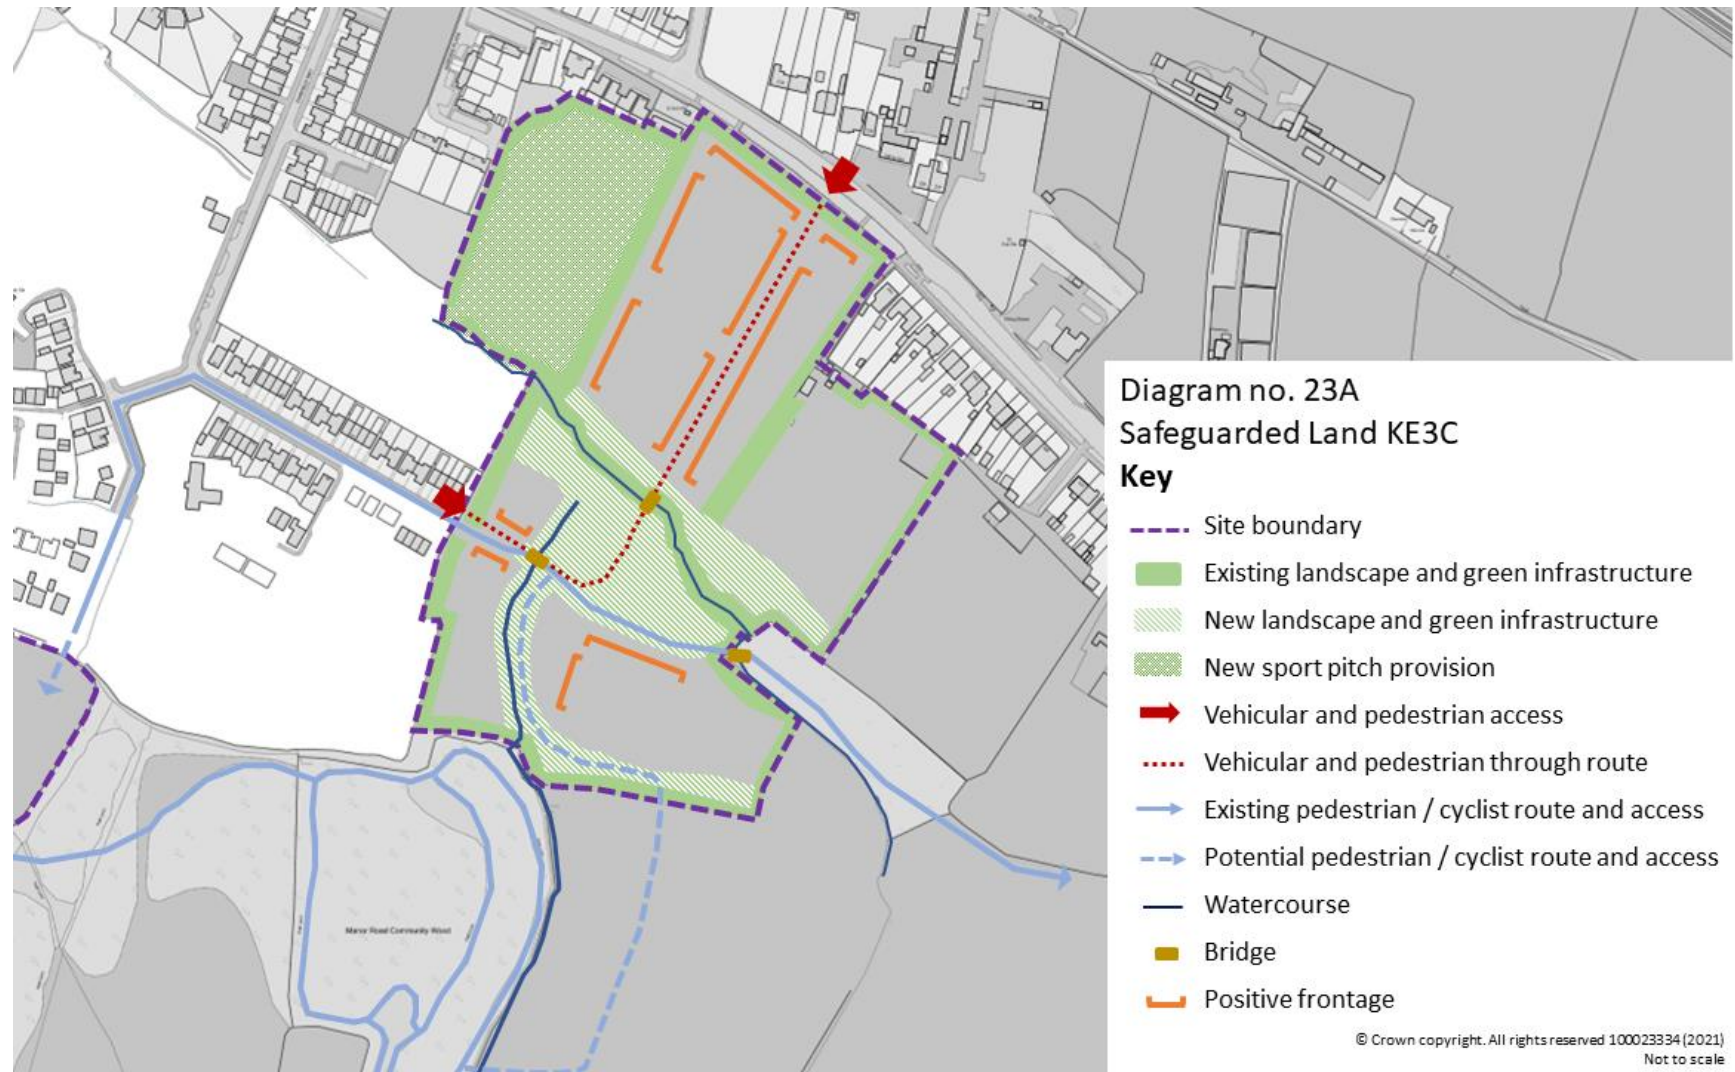 Diagram no. 23A
Safeguarded Land KE3C
Key
Site boundary
Existing landscape and green infrastructure
New landscape and green infrastructure
New sport pitch provision
Vehicular and pedestrian access
Vehicular and pedestrian through route
Existing pedestrian / cyclist route and access
Potential pedestrian / cyclist route and access
Watercourse
Bridge
Positive frontage
© Crown copyright. All rights reserved 100023334 (2021)
Not to scale
Manor Road Community Wood